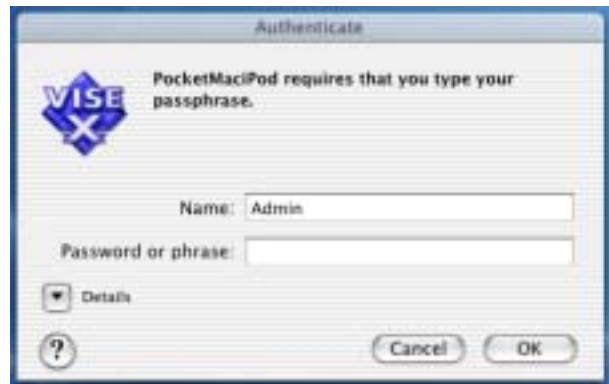 Authenticate
VISE
X
PocketMaciPod requires that you type your
passphrase.
Name: Admin
Password or phrase:
Details
?
Cancel OK